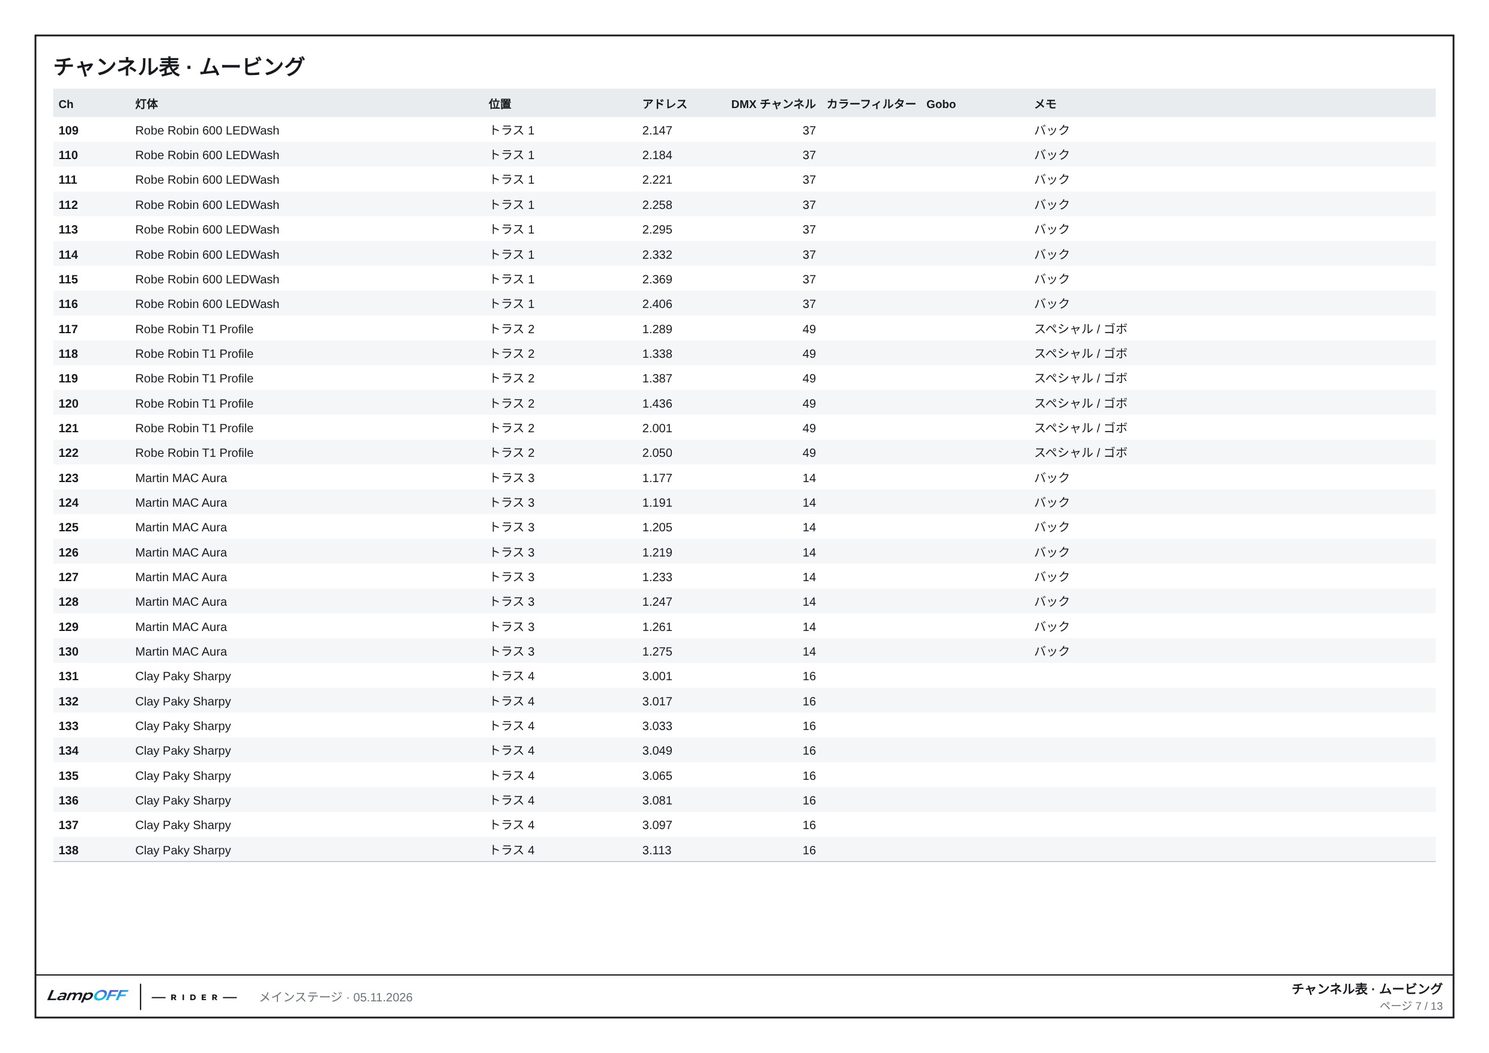 チャンネル表 · ムービング
Ch 灯体 位置 アドレス DMX チャンネル カラーフィルター Gobo メモ
109 Robe Robin 600 LEDWash トラス 1 2.147 37 バック
110 Robe Robin 600 LEDWash トラス 1 2.184 37 バック
111 Robe Robin 600 LEDWash トラス 1 2.221 37 バック
112 Robe Robin 600 LEDWash トラス 1 2.258 37 バック
113 Robe Robin 600 LEDWash トラス 1 2.295 37 バック
114 Robe Robin 600 LEDWash トラス 1 2.332 37 バック
115 Robe Robin 600 LEDWash トラス 1 2.369 37 バック
116 Robe Robin 600 LEDWash トラス 1 2.406 37 バック
117 Robe Robin T1 Profile トラス 2 1.289 49 スペシャル / ゴボ
118 Robe Robin T1 Profile トラス 2 1.338 49 スペシャル / ゴボ
119 Robe Robin T1 Profile トラス 2 1.387 49 スペシャル / ゴボ
120 Robe Robin T1 Profile トラス 2 1.436 49 スペシャル / ゴボ
121 Robe Robin T1 Profile トラス 2 2.001 49 スペシャル / ゴボ
122 Robe Robin T1 Profile トラス 2 2.050 49 スペシャル / ゴボ
123 Martin MAC Aura トラス 3 1.177 14 バック
124 Martin MAC Aura トラス 3 1.191 14 バック
125 Martin MAC Aura トラス 3 1.205 14 バック
126 Martin MAC Aura トラス 3 1.219 14 バック
127 Martin MAC Aura トラス 3 1.233 14 バック
128 Martin MAC Aura トラス 3 1.247 14 バック
129 Martin MAC Aura トラス 3 1.261 14 バック
130 Martin MAC Aura トラス 3 1.275 14 バック
131 Clay Paky Sharpy トラス 4 3.001 16
132 Clay Paky Sharpy トラス 4 3.017 16
133 Clay Paky Sharpy トラス 4 3.033 16
134 Clay Paky Sharpy トラス 4 3.049 16
135 Clay Paky Sharpy トラス 4 3.065 16
136 Clay Paky Sharpy トラス 4 3.081 16
137 Clay Paky Sharpy トラス 4 3.097 16
138 Clay Paky Sharpy トラス 4 3.113 16
LampOFF RIDER メインステージ · 05.11.2026
チャンネル表 · ムービング
ページ 7 / 13